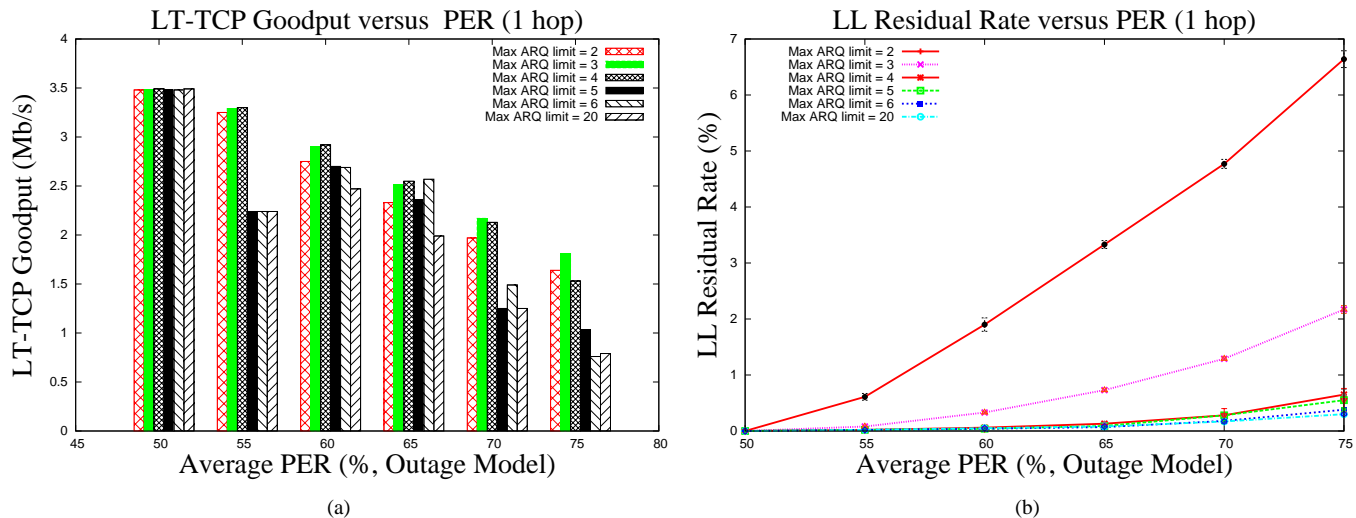 LT-TCP Goodput versus PER (1 hop)
LT-TCP Goodput (Mb/s)
4
3.5
3
2.5
2
1.5
1
0.5
0
Max ARQ limit = 2
Max ARQ limit = 3
Max ARQ limit = 4
Max ARQ limit = 5
Max ARQ limit = 6
Max ARQ limit = 20
45 50 55 60 65 70 75 80
Average PER (%, Outage Model)
(a)
LL Residual Rate versus PER (1 hop)
LL Residual Rate (%)
7
6
5
4
3
2
1
0
Max ARQ limit = 2
Max ARQ limit = 3
Max ARQ limit = 4
Max ARQ limit = 5
Max ARQ limit = 6
Max ARQ limit = 20
50 55 60 65 70 75
Average PER (%, Outage Model)
(b)